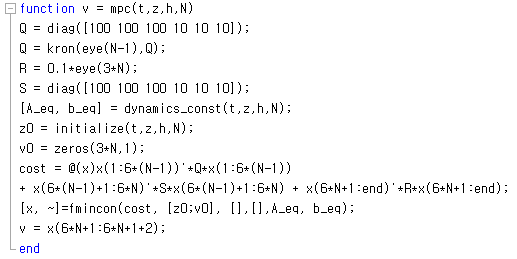 function v = mpc(t,z,h,N)
Q = diag([100 100 100 10 10 10]);
Q = kron(eye(N-1),Q);
R = 0.1*eye(3*N);
S = diag([100 100 100 10 10 10]);
[A_eq, b_eq] = dynamics_const(t,z,h,N);
z0 = initialize(t,z,h,N);
v0 = zeros(3*N,1);
cost = @(x)x(1:6*(N-1))'*Q*x(1:6*(N-1))
+ x(6*(N-1)+1:6*N)'*S*x(6*(N-1)+1:6*N) + x(6*N+1:end)'*R*x(6*N+1:end);
[x, ~]=fmincon(cost, [z0;v0], [],[],A_eq, b_eq);
v = x(6*N+1:6*N+1+2);
end